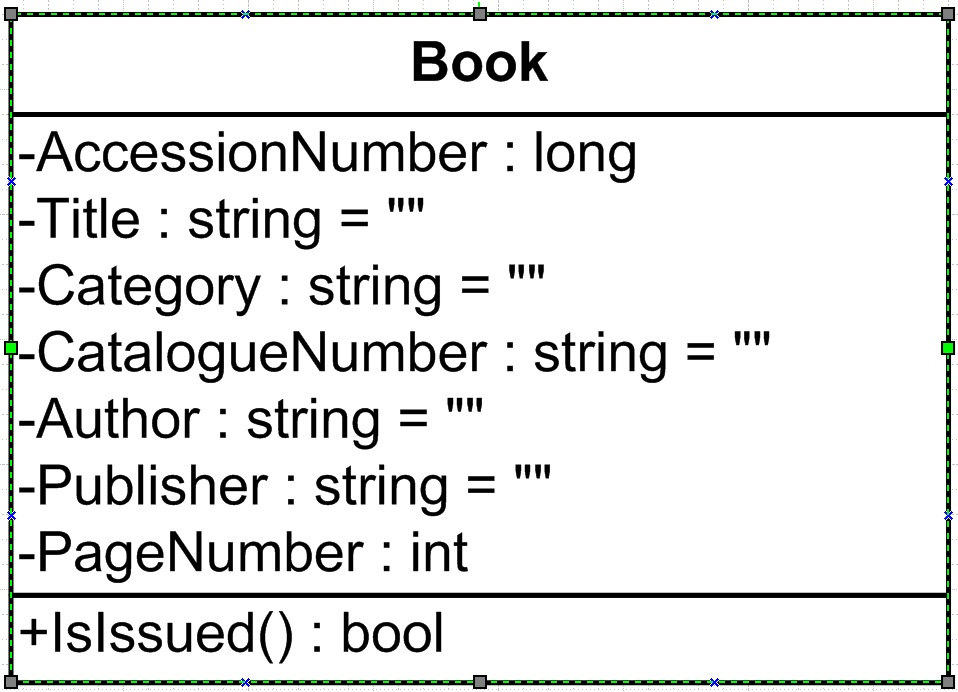 Book
-AccessionNumber : long
-Title : string = ""
-Category : string = ""
-CatalogueNumber : string = ""
-Author : string = ""
-Publisher : string = ""
-PageNumber : int
+IsIssued() : bool